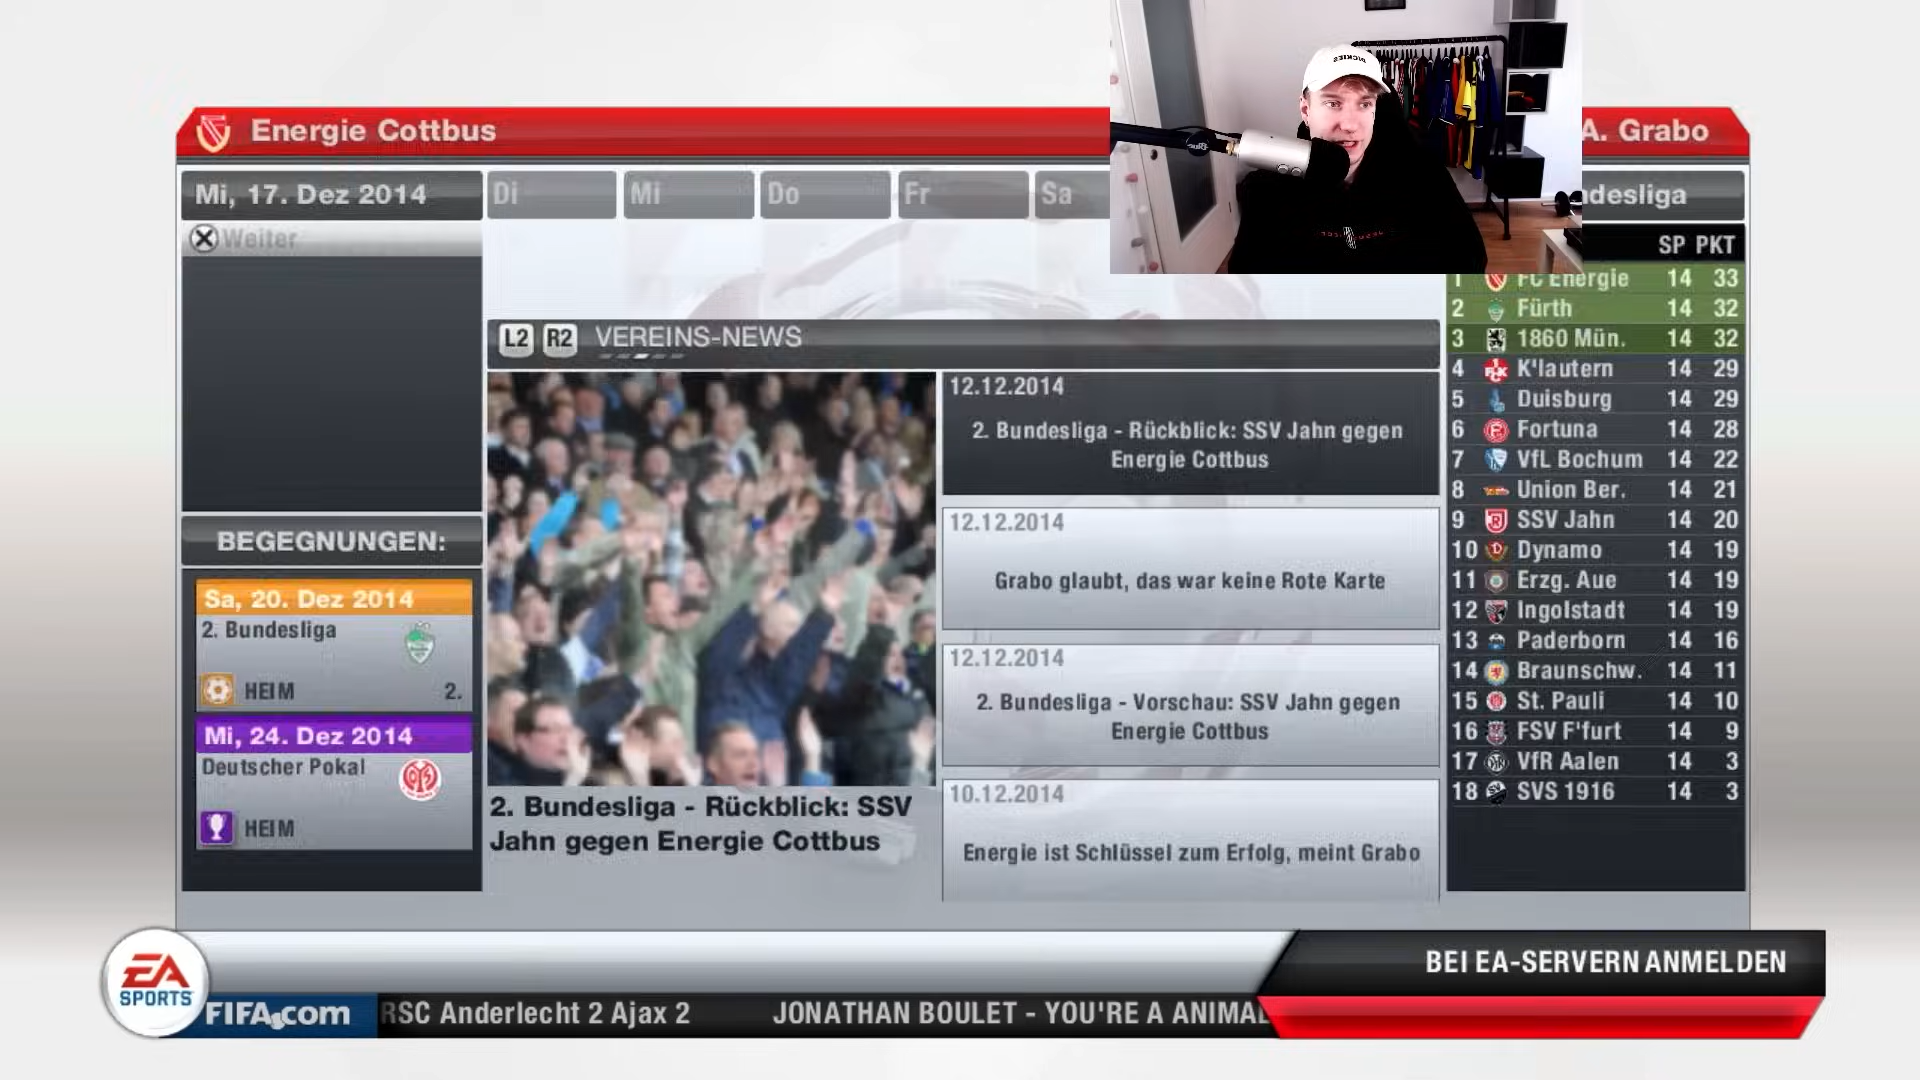 Energie Cottbus
A. Grabo
DICKIES
Mi, 17. Dez 2014
Di
Mi
Do
Fr
Sa
ndesliga
Weiter
SP PKT
1 FC Energie 14 33
2 Fürth 14 32
3 1860 Mün. 14 32
4 K'lautern 14 29
5 Duisburg 14 29
6 Fortuna 14 28
7 VfL Bochum 14 22
8 Union Ber. 14 21
9 SSV Jahn 14 20
10 Dynamo 14 19
11 Erzg. Aue 14 19
12 Ingolstadt 14 19
13 Paderborn 14 16
14 Braunschw. 14 11
15 St. Pauli 14 10
16 FSV F'furt 14 9
17 VfR Aalen 14 3
18 SVS 1916 14 3
L2 R2 VEREINS-NEWS
12.12.2014
2. Bundesliga - Rückblick: SSV Jahn gegen
Energie Cottbus
12.12.2014
Grabo glaubt, das war keine Rote Karte
12.12.2014
2. Bundesliga - Vorschau: SSV Jahn gegen
Energie Cottbus
10.12.2014
Energie ist Schlüssel zum Erfolg, meint Grabo
2. Bundesliga - Rückblick: SSV
Jahn gegen Energie Cottbus
BEGEGNUNGEN:
Sa, 20. Dez 2014
2. Bundesliga
HEIM 2.
Mi, 24. Dez 2014
Deutscher Pokal
HEIM
BEI EA-SERVERN ANMELDEN
EA
SPORTS
FIFA.com
RSC Anderlecht 2 Ajax 2
JONATHAN BOULET - YOU'RE A ANIMAL